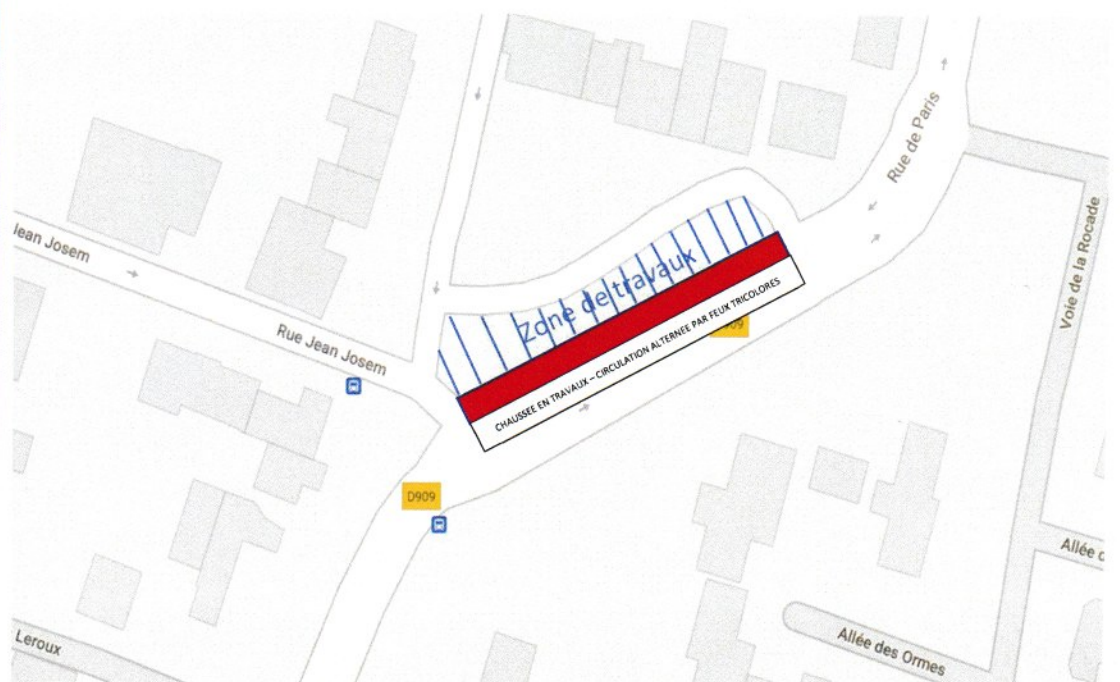 Rue de Paris
Jean Josem
Voie de la Rocade
Zone de travaux
CHAUSSEE EN TRAVAUX – CIRCULATION ALTERNEE PAR FEUX TRICOLORES
Rue Jean Josem
D909
Allée
Leroux
Allée des Ormes